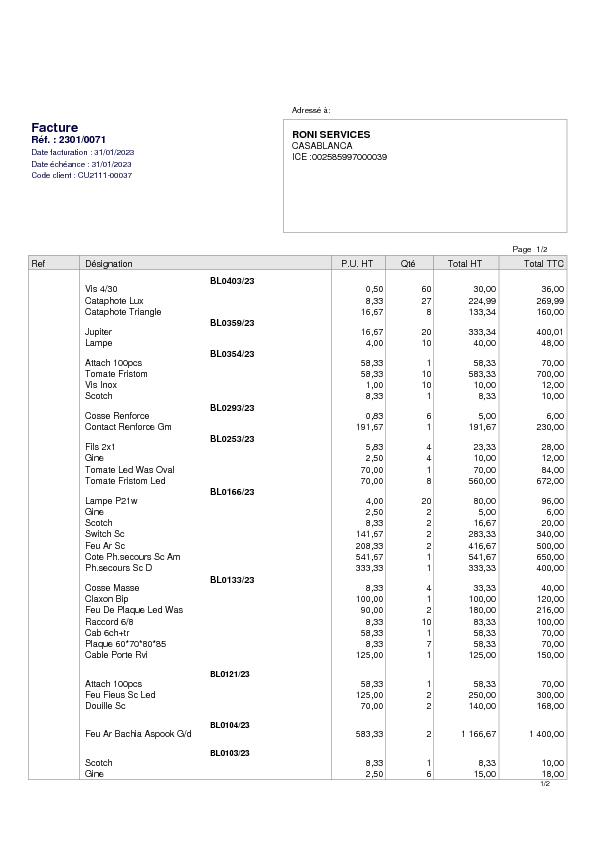 Adressé à:
Facture
Réf. : 2301/0071
Date facturation : 31/01/2023
Date échéance : 31/01/2023
Code client : CU2111-00037
RONI SERVICES
CASABLANCA
ICE :002585997000039
Page 1/2
Ref Désignation P.U. HT Qté Total HT Total TTC
BL0403/23
Vis 4/30 0,50 60 30,00 36,00
Cataphote Lux 8,33 27 224,99 269,99
Cataphote Triangle 16,67 8 133,34 160,00
BL0359/23
Jupiter 16,67 20 333,34 400,01
Lampe 4,00 10 40,00 48,00
BL0354/23
Attach 100pcs 58,33 1 58,33 70,00
Tomate Fristom 58,33 10 583,33 700,00
Vis Inox 1,00 10 10,00 12,00
Scotch 8,33 1 8,33 10,00
BL0293/23
Cosse Renforce 0,83 6 5,00 6,00
Contact Renforce Gm 191,67 1 191,67 230,00
BL0253/23
Fils 2x1 5,83 4 23,33 28,00
Gine 2,50 4 10,00 12,00
Tomate Led Was Oval 70,00 1 70,00 84,00
Tomate Fristom Led 70,00 8 560,00 672,00
BL0166/23
Lampe P21w 4,00 20 80,00 96,00
Gine 2,50 2 5,00 6,00
Scotch 8,33 2 16,67 20,00
Switch Sc 141,67 2 283,33 340,00
Feu Ar Sc 208,33 2 416,67 500,00
Cote Ph.secours Sc Am 541,67 1 541,67 650,00
Ph.secours Sc D 333,33 1 333,33 400,00
BL0133/23
Cosse Masse 8,33 4 33,33 40,00
Claxon Bip 100,00 1 100,00 120,00
Feu De Plaque Led Was 90,00 2 180,00 216,00
Raccord 6/8 8,33 10 83,33 100,00
Cab 6ch+tr 58,33 1 58,33 70,00
Plaque 60*70*80*85 8,33 7 58,33 70,00
Cable Porte Rvi 125,00 1 125,00 150,00
BL0121/23
Attach 100pcs 58,33 1 58,33 70,00
Feu Fleus Sc Led 125,00 2 250,00 300,00
Douille Sc 70,00 2 140,00 168,00
BL0104/23
Feu Ar Bachia Aspook G/d 583,33 2 1 166,67 1 400,00
BL0103/23
Scotch 8,33 1 8,33 10,00
Gine 2,50 6 15,00 18,00
1/2